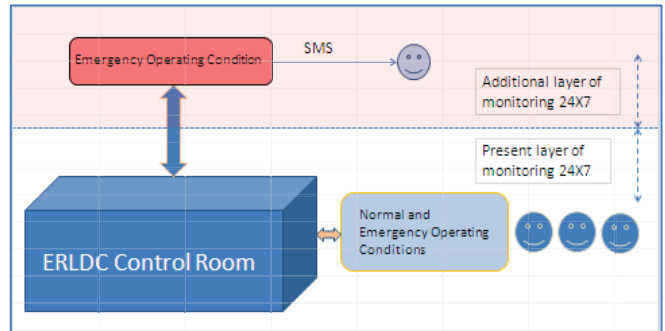 SMS
Emergency Operating Condition
Additional layer of
monitoring 24X7
Present layer of
monitoring 24X7
Normal and
Emergency Operating
Conditions
ERLDC Control Room